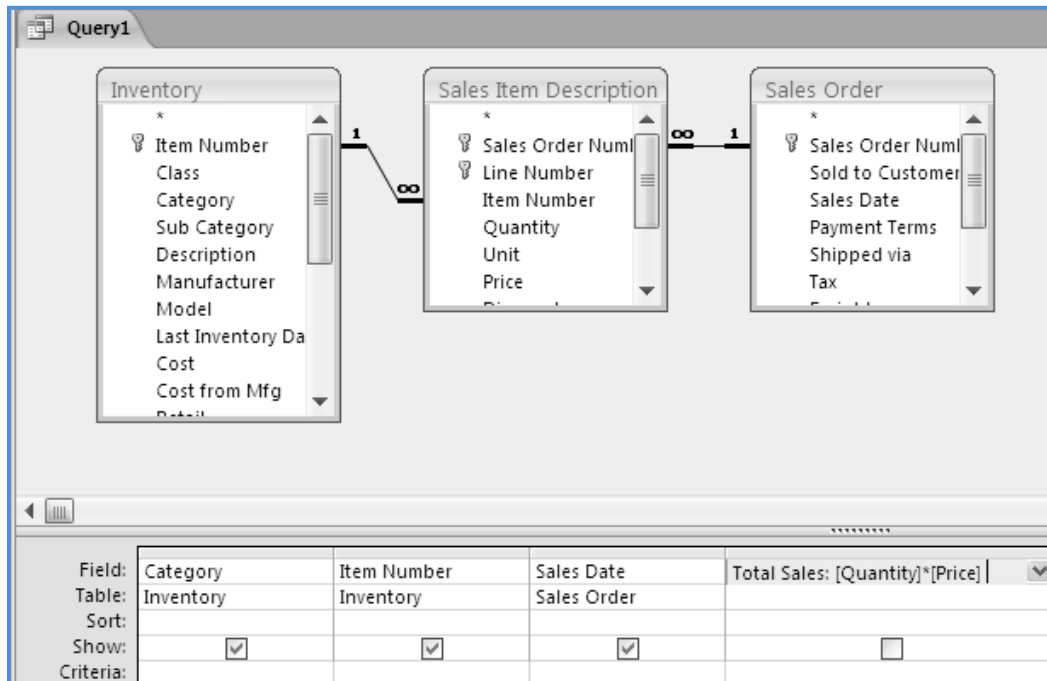 Query1
Inventory
*
Item Number
Class
Category
Sub Category
Description
Manufacturer
Model
Last Inventory Da
Cost
Cost from Mfg
1
∞
Sales Item Description
*
Sales Order Numl
Line Number
Item Number
Quantity
Unit
Price
∞
1
Sales Order
*
Sales Order Numl
Sold to Customer
Sales Date
Payment Terms
Shipped via
Tax
Field: Category Item Number Sales Date Total Sales: [Quantity]*[Price]
Table: Inventory Inventory Sales Order
Sort:
Show:
Criteria: